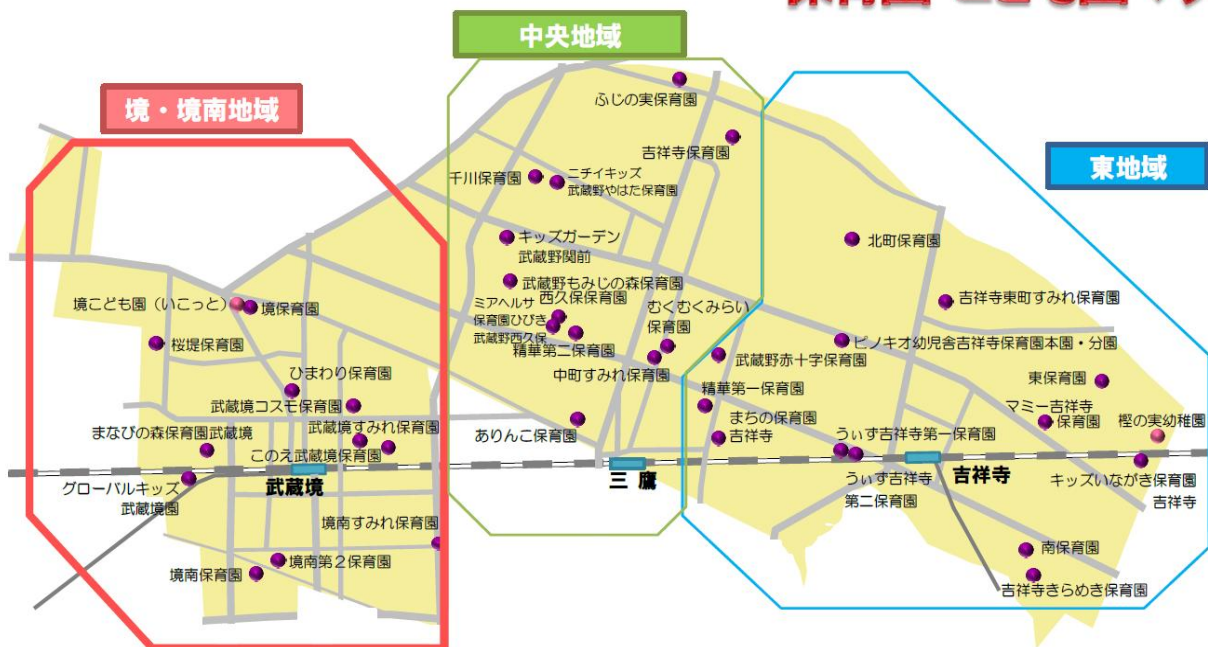 中央地域
境・境南地域
東地域
ふじの実保育園
吉祥寺保育園
千川保育園
ニチイキッズ
武蔵野やはた保育園
キッズガーデン
武蔵野関前
武蔵野もみじの森保育園
ミアヘルサ
保育園ひびき
武蔵野西久保
西久保保育園
精華第二保育園
むくむくみらい
保育園
中町すみれ保育園
ありんこ保育園
三鷹
境こども園(いこっと)
境保育園
桜堤保育園
ひまわり保育園
武蔵境コスモ保育園
武蔵境すみれ保育園
まなびの森保育園武蔵境
このえ武蔵境保育園
グローバルキッズ
武蔵境園
武蔵境
境南すみれ保育園
境南第2保育園
境南保育園
北町保育園
吉祥寺東町すみれ保育園
ピノキオ幼児舎吉祥寺保育園本園・分園
武蔵野赤十字保育園
精華第一保育園
まちの保育園
吉祥寺
東保育園
マミー吉祥寺
保育園
樫の実幼稚園
うぃず吉祥寺第一保育園
うぃず吉祥寺
第二保育園
吉祥寺
キッズいながき保育園
吉祥寺
南保育園
吉祥寺きらめき保育園